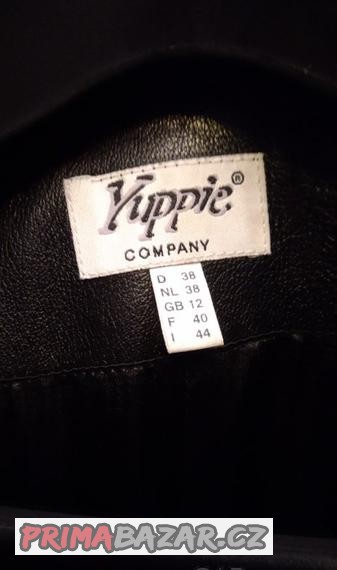 Yuppie®
COMPANY
D 38
NL 38
GB 12
F 40
I 44
PRIMABAZAR.CZ